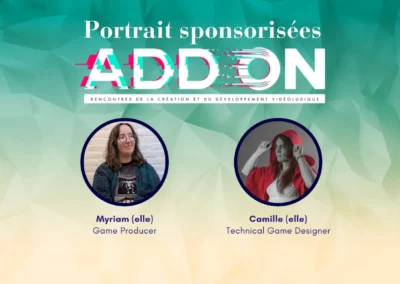 Portrait sponsorisées
ADD ON
RENCONTRES DE LA CRÉATION ET DU DÉVELOPPEMENT VIDÉOLUDIQUE
Myriam (elle)
Game Producer
Camille (elle)
Technical Game Designer